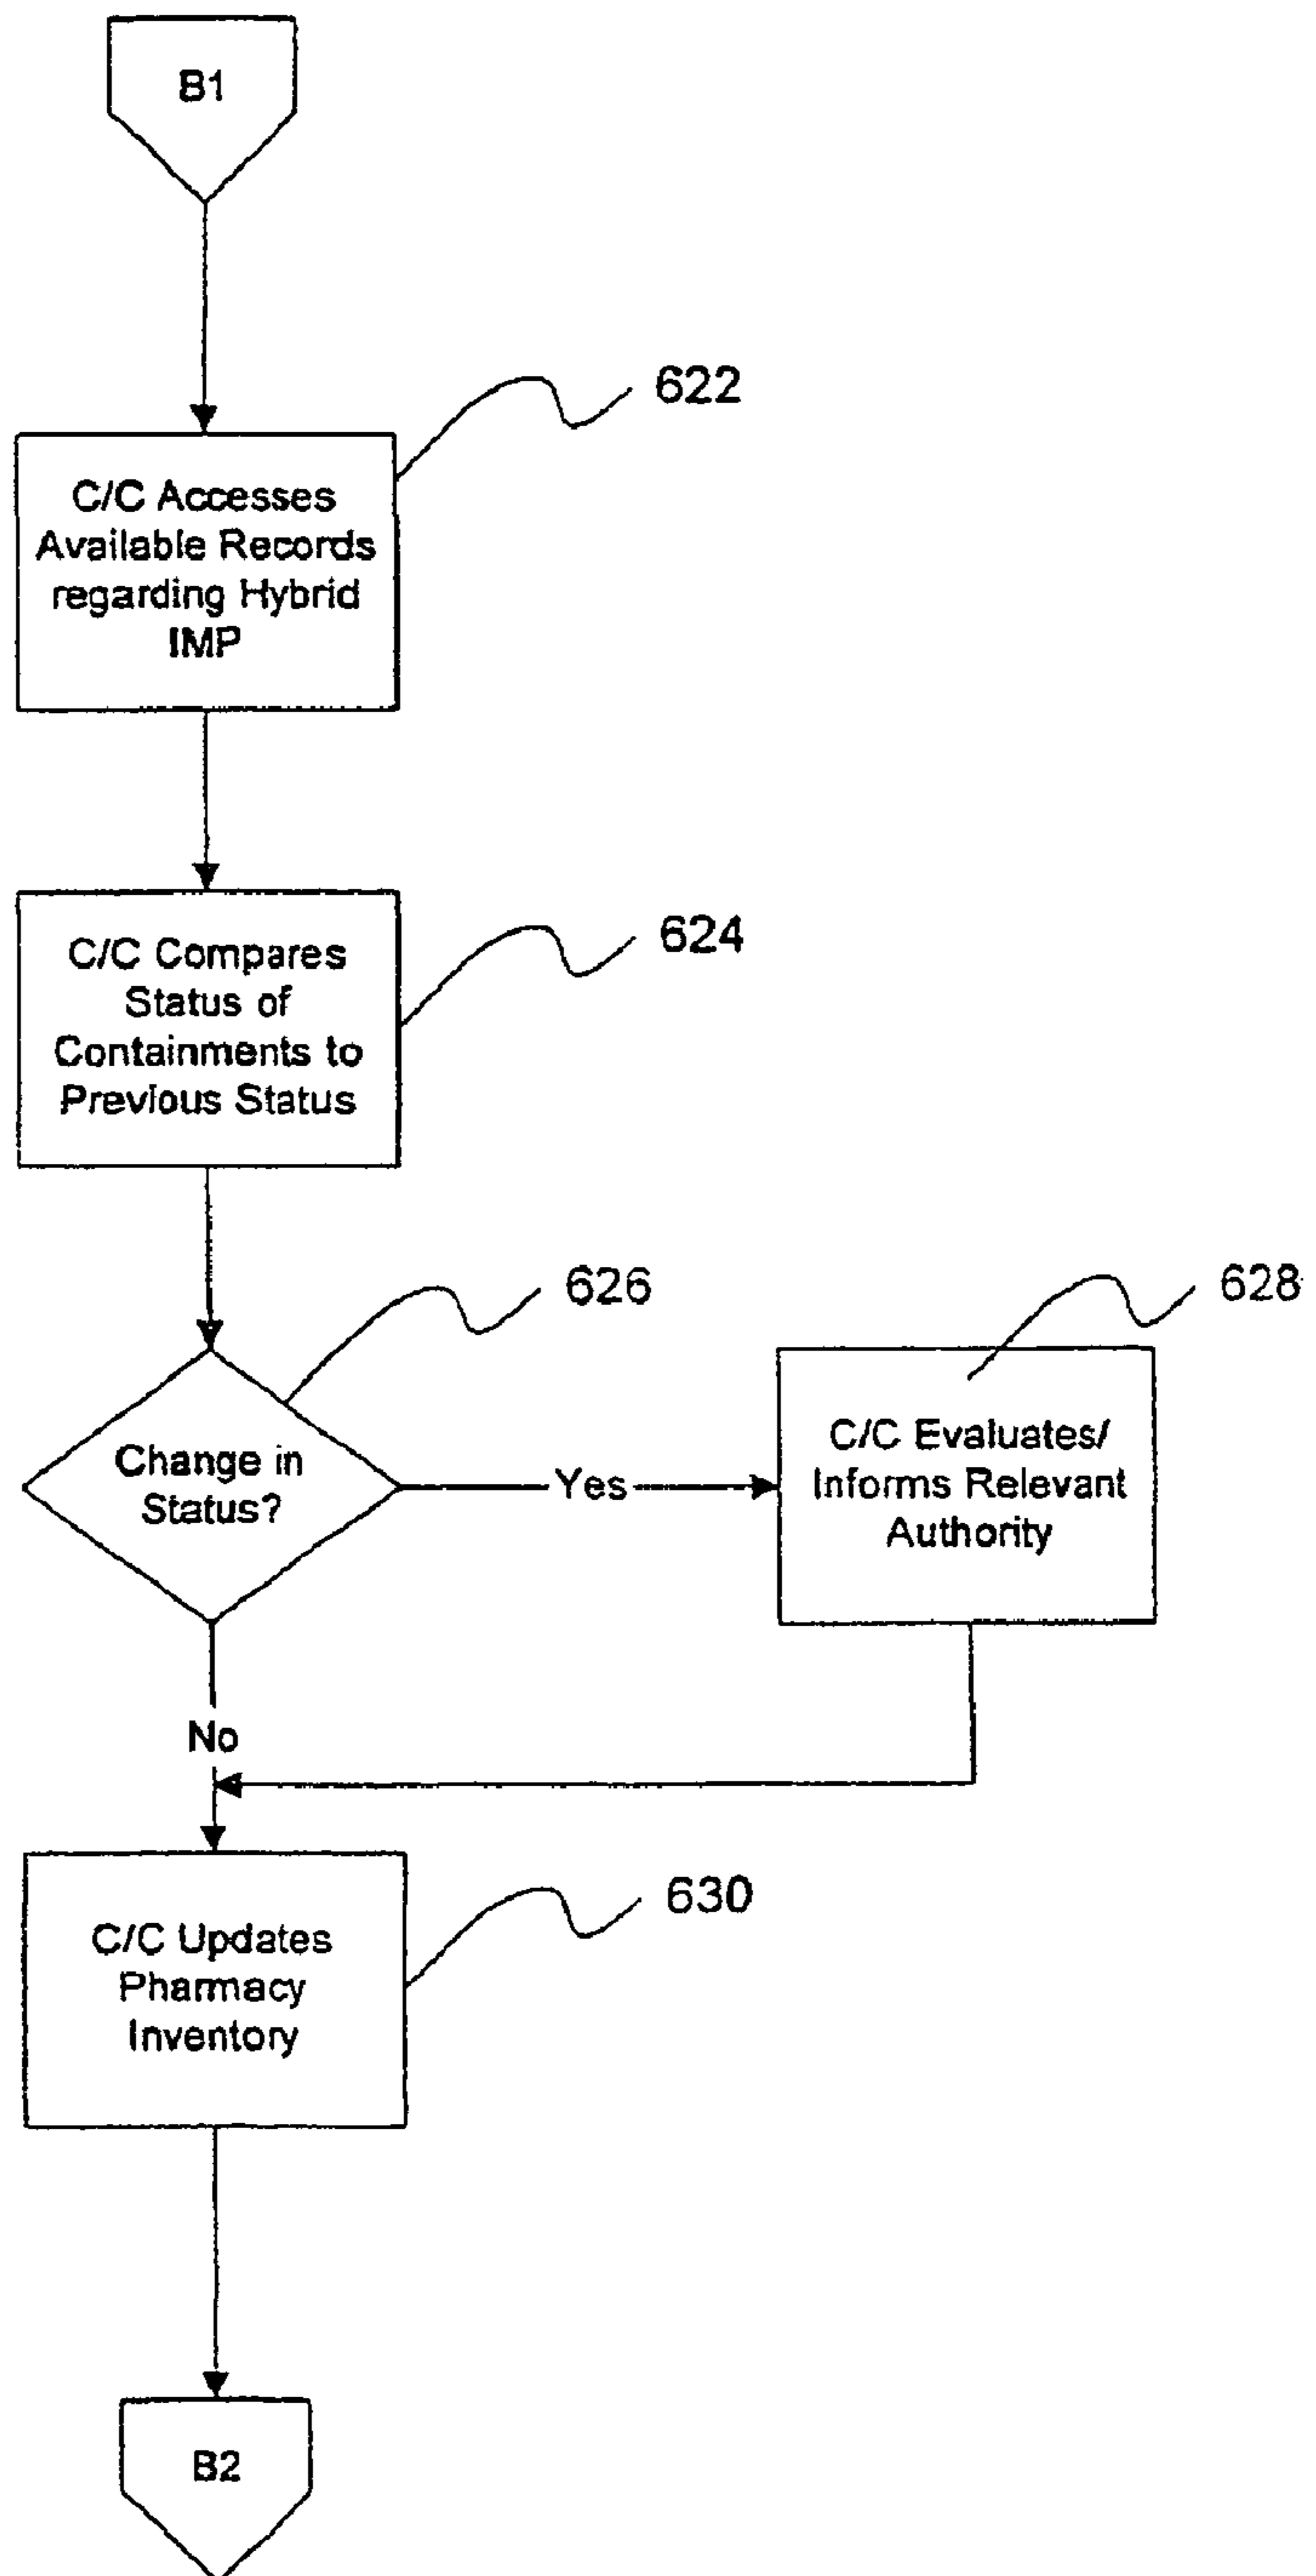 B1
622
C/C Accesses
Available Records
regarding Hybrid
IMP
624
C/C Compares
Status of
Containments to
Previous Status
626
628
Change in
Status?
Yes
C/C Evaluates/
Informs Relevant
Authority
No
630
C/C Updates
Pharmacy
Inventory
B2